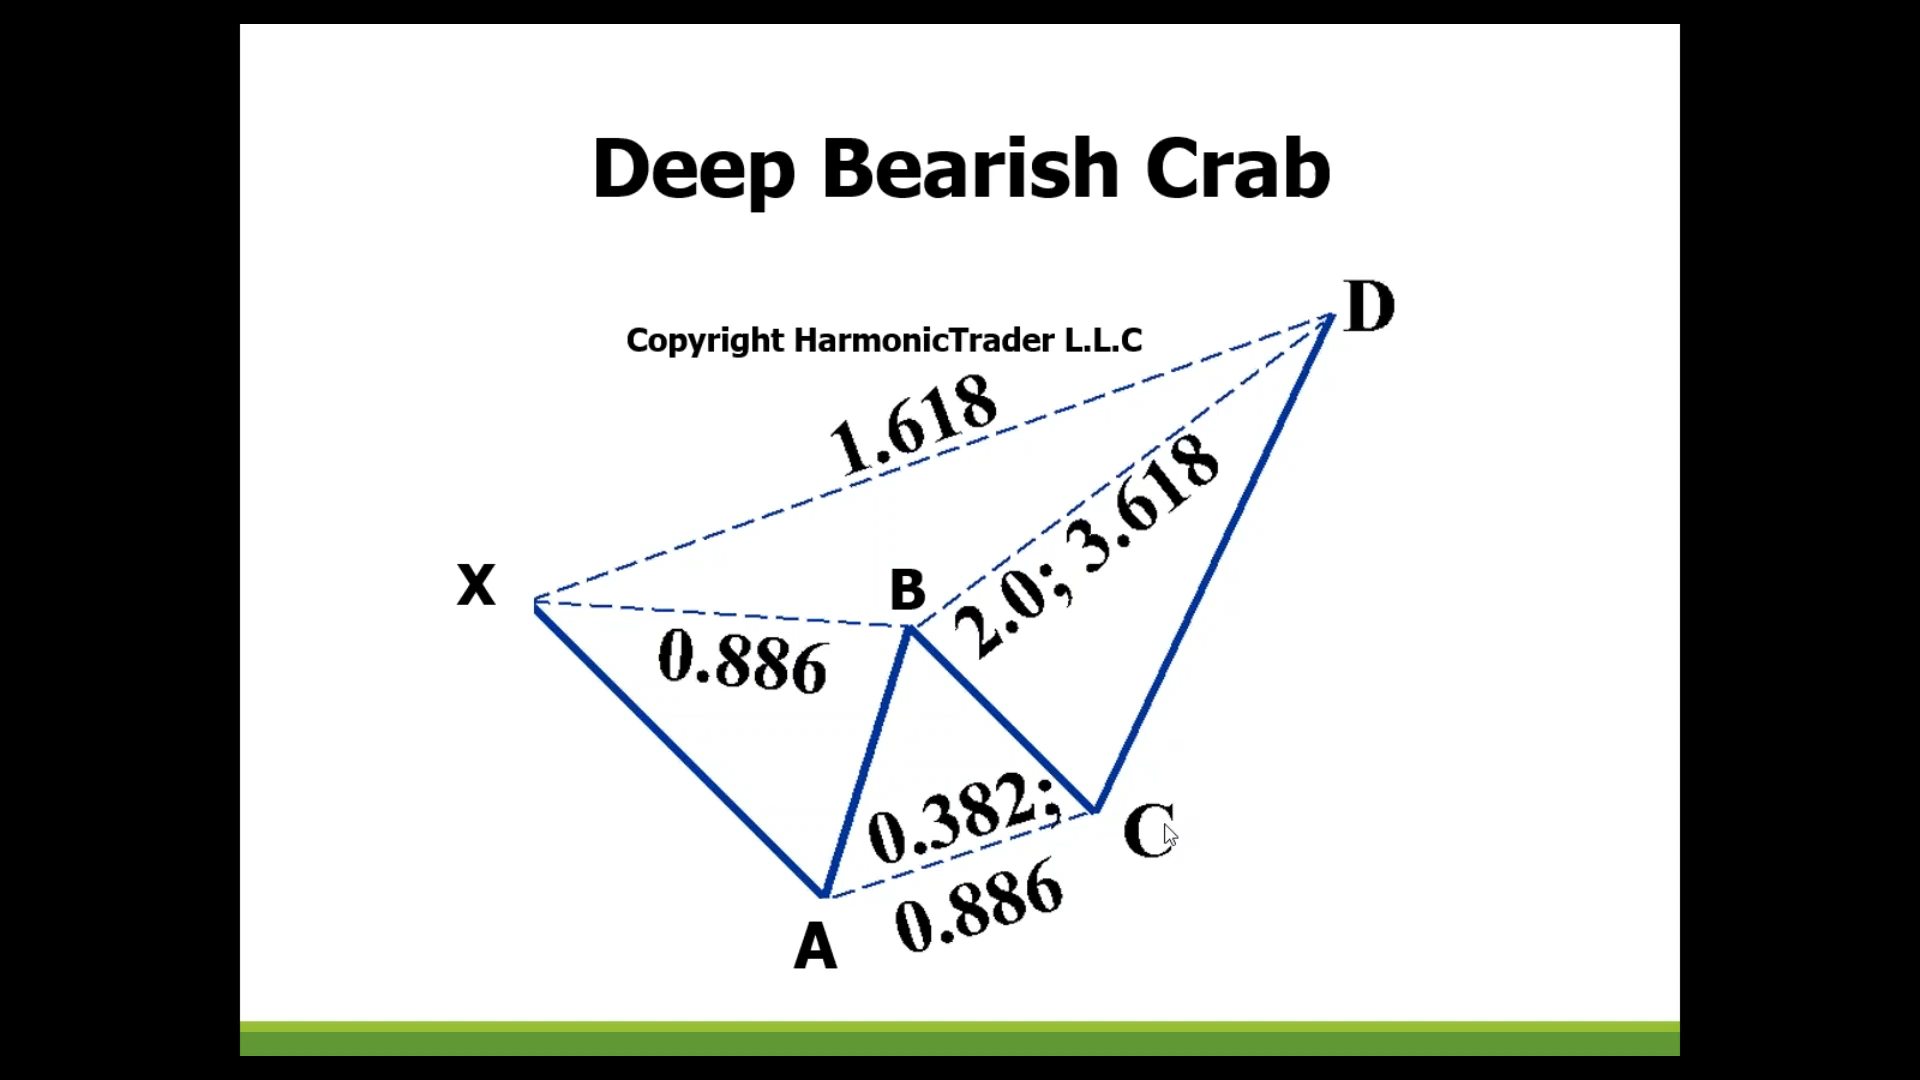 Deep Bearish Crab
Copyright HarmonicTrader L.L.C
D
1.618
2.0; 3.618
X
B
0.886
0.382;
0.886
C
A